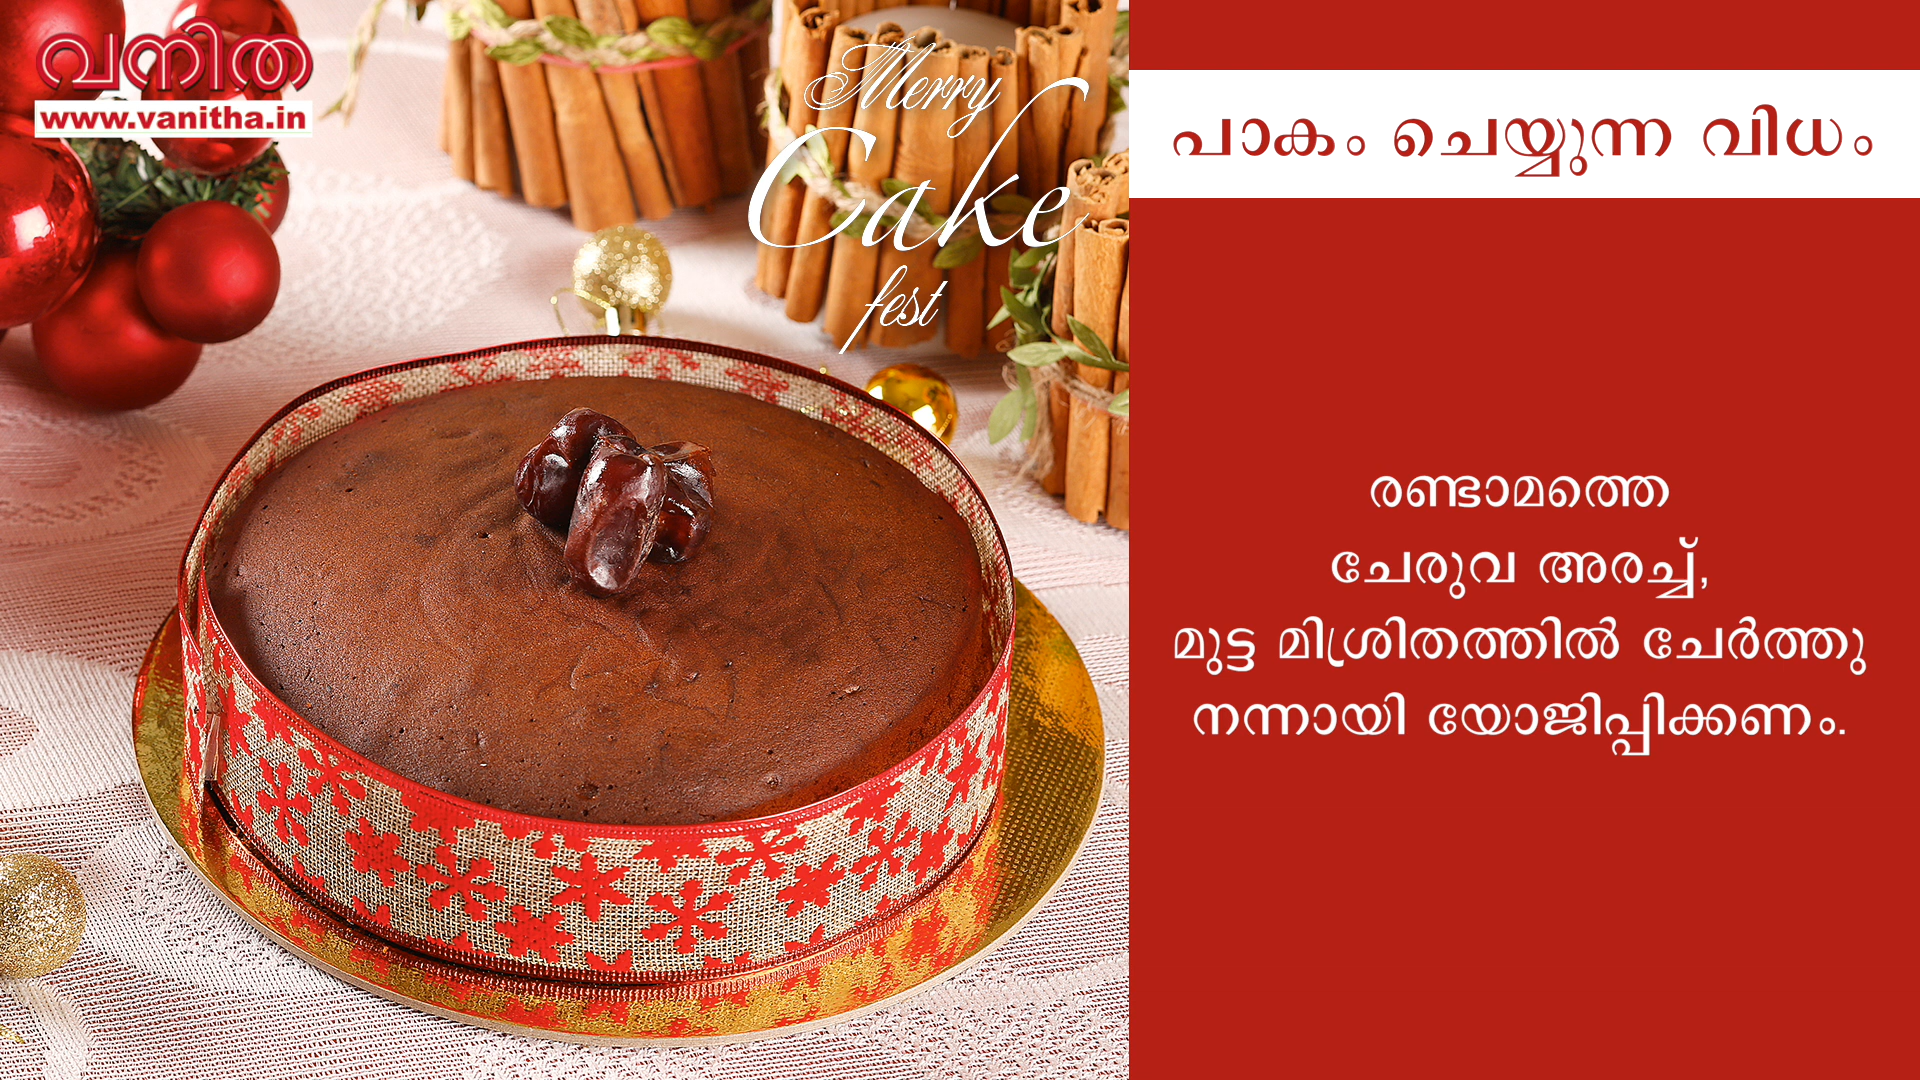 വനിത
www.vanitha.in
Merry
Cake
fest
പാകം ചെയ്യുന്ന വിധം
രണ്ടാമത്തെ
ചേരുവ അരച്ച്,
മുട്ട മിശ്രിതത്തിൽ ചേർത്തു
നന്നായി യോജിപ്പിക്കണം.